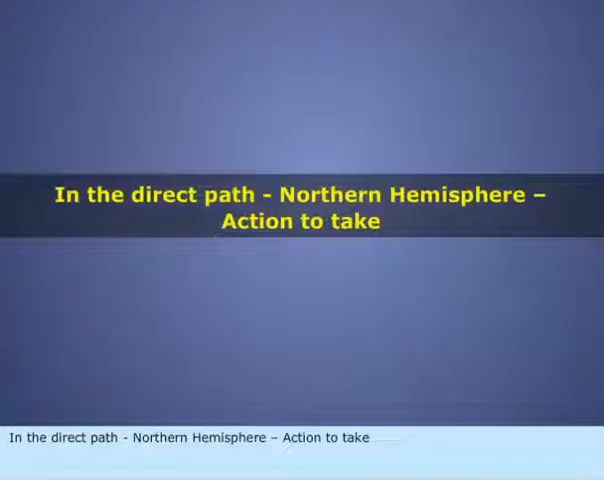 In the direct path - Northern Hemisphere –
Action to take
In the direct path - Northern Hemisphere – Action to take